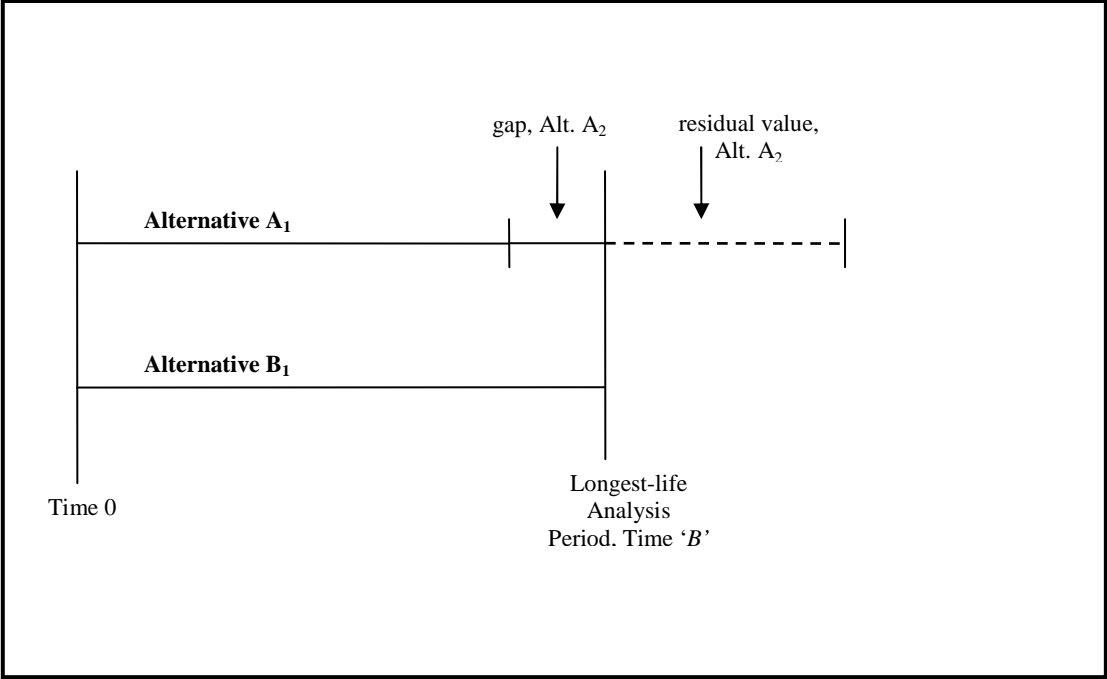 gap, Alt. A₂
residual value,
Alt. A₂
Alternative A₁
Alternative B₁
Time 0
Longest-life
Analysis
Period, Time ‘B’